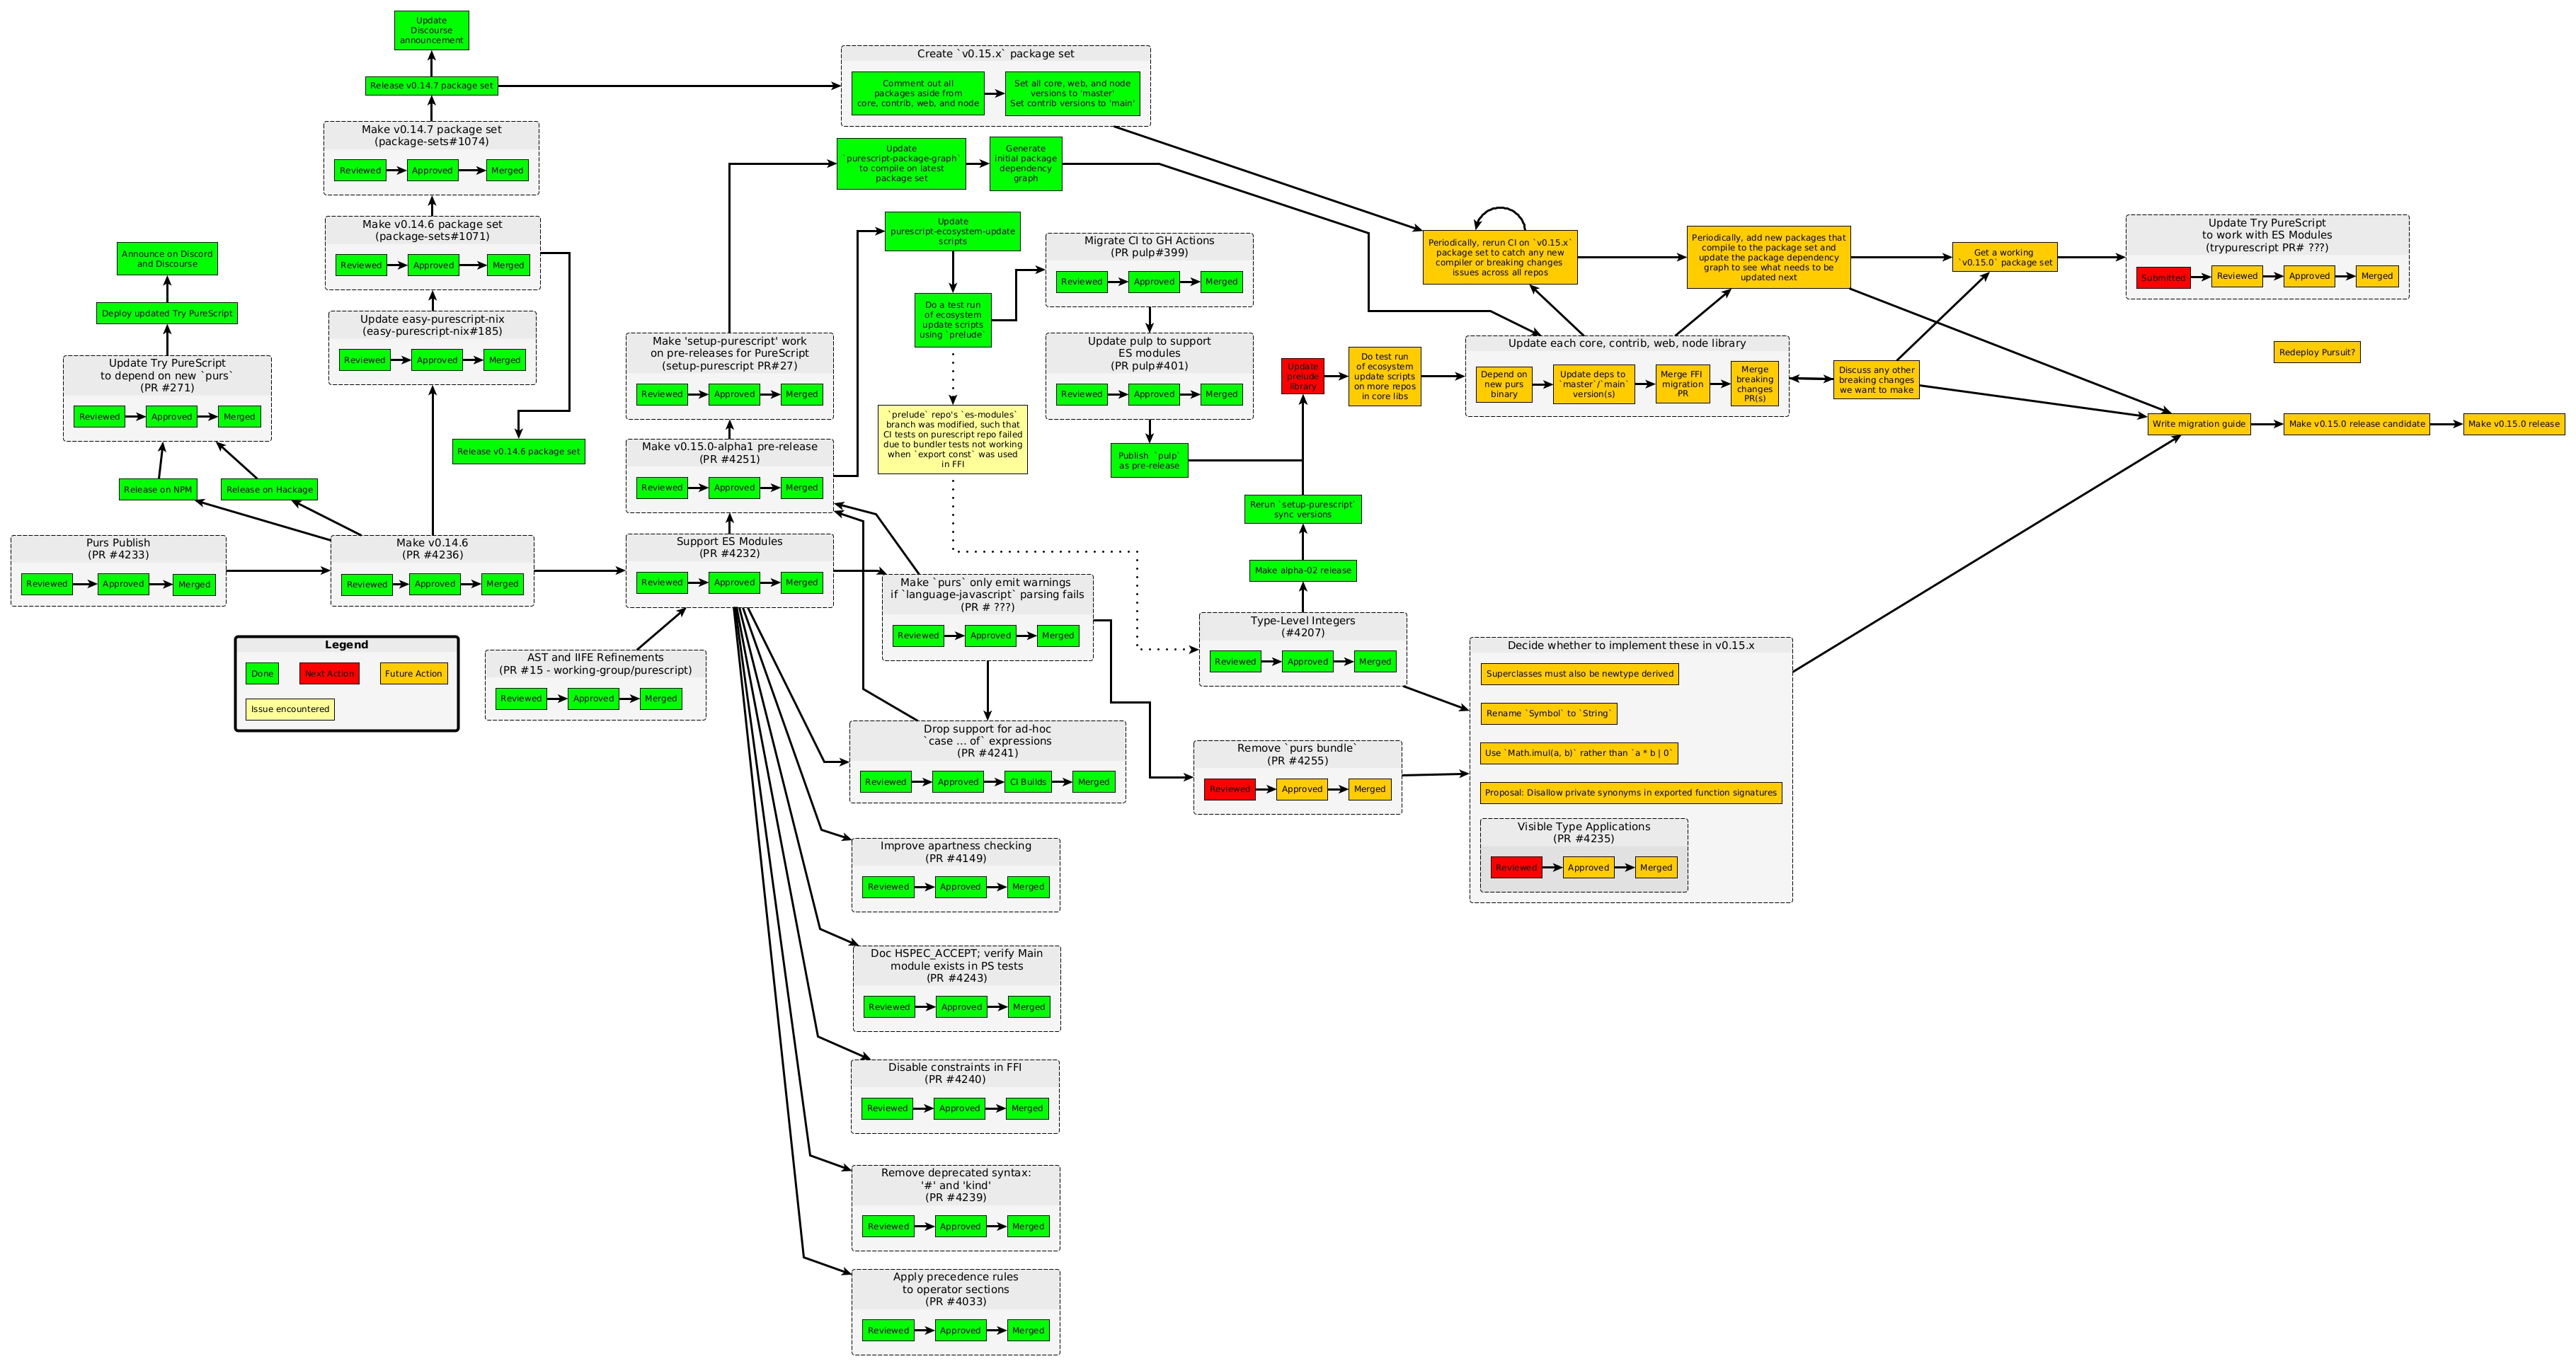 Update
Discourse
announcement
Release v0.14.7 package set
Make v0.14.7 package set
(package-sets#1074)
Reviewed
Approved
Merged
Make v0.14.6 package set
(package-sets#1071)
Reviewed
Approved
Merged
Update easy-purescript-nix
(easy-purescript-nix#185)
Reviewed
Approved
Merged
Release v0.14.6 package set
Announce on Discord
and Discourse
Deploy updated Try PureScript
Update Try PureScript
to depend on new `purs`
(PR #271)
Reviewed
Approved
Merged
Release on NPM
Release on Hackage
Purs Publish
(PR #4233)
Reviewed
Approved
Merged
Make v0.14.6
(PR #4236)
Reviewed
Approved
Merged
Legend
Done
Next Action
Future Action
Issue encountered
Create `v0.15.x` package set
Comment out all
packages aside from
core, contrib, web, and node
Set all core, web, and node
versions to 'master'
Set contrib versions to 'main'
Update
`purescript-package-graph`
to compile on latest
package set
Generate
initial package
dependency
graph
Make 'setup-purescript' work
on pre-releases for PureScript
(setup-purescript PR#27)
Reviewed
Approved
Merged
Make v0.15.0-alpha1 pre-release
(PR #4251)
Reviewed
Approved
Merged
Support ES Modules
(PR #4232)
Reviewed
Approved
Merged
AST and IIFE Refinements
(PR #15 - working-group/purescript)
Reviewed
Approved
Merged
Update
purescript-ecosystem-update
scripts
Do a test run
of ecosystem
update scripts
using `prelude`
`prelude` repo's `es-modules`
branch was modified, such that
CI tests on purescript repo failed
due to bundler tests not working
when `export const` was used
in FFI
Migrate CI to GH Actions
(PR pulp#399)
Reviewed
Approved
Merged
Update pulp to support
ES modules
(PR pulp#401)
Reviewed
Approved
Merged
Publish `pulp`
as pre-release
Make `purs` only emit warnings
if `language-javascript` parsing fails
(PR # ???)
Reviewed
Approved
Merged
Drop support for ad-hoc
`case ... of` expressions
(PR #4241)
Reviewed
Approved
CI Builds
Merged
Improve apartness checking
(PR #4149)
Reviewed
Approved
Merged
Doc HSPEC_ACCEPT; verify Main
module exists in PS tests
(PR #4243)
Reviewed
Approved
Merged
Disable constraints in FFI
(PR #4240)
Reviewed
Approved
Merged
Remove deprecated syntax:
'#' and 'kind'
(PR #4239)
Reviewed
Approved
Merged
Apply precedence rules
to operator sections
(PR #4033)
Reviewed
Approved
Merged
Update
prelude
library
Do test run
of ecosystem
update scripts
on more repos
in core libs
Rerun `setup-purescript`
sync versions
Make alpha-02 release
Type-Level Integers
(#4207)
Reviewed
Approved
Merged
Remove `purs bundle`
(PR #4255)
Reviewed
Approved
Merged
Periodically, rerun CI on `v0.15.x`
package set to catch any new
compiler or breaking changes
issues across all repos
Periodically, add new packages that
compile to the package set and
update the package dependency
graph to see what needs to be
updated next
Get a working
`v0.15.0` package set
Update Try PureScript
to work with ES Modules
(trypurescript PR# ???)
Submitted
Reviewed
Approved
Merged
Redeploy Pursuit?
Update each core, contrib, web, node library
Depend on
new purs
binary
Update deps to
`master`/`main`
version(s)
Merge FFI
migration
PR
Merge
breaking
changes
PR(s)
Discuss any other
breaking changes
we want to make
Write migration guide
Make v0.15.0 release candidate
Make v0.15.0 release
Decide whether to implement these in v0.15.x
Superclasses must also be newtype derived
Rename `Symbol` to `String`
Use `Math.imul(a, b)` rather than `a * b | 0`
Proposal: Disallow private synonyms in exported function signatures
Visible Type Applications
(PR #4235)
Reviewed
Approved
Merged